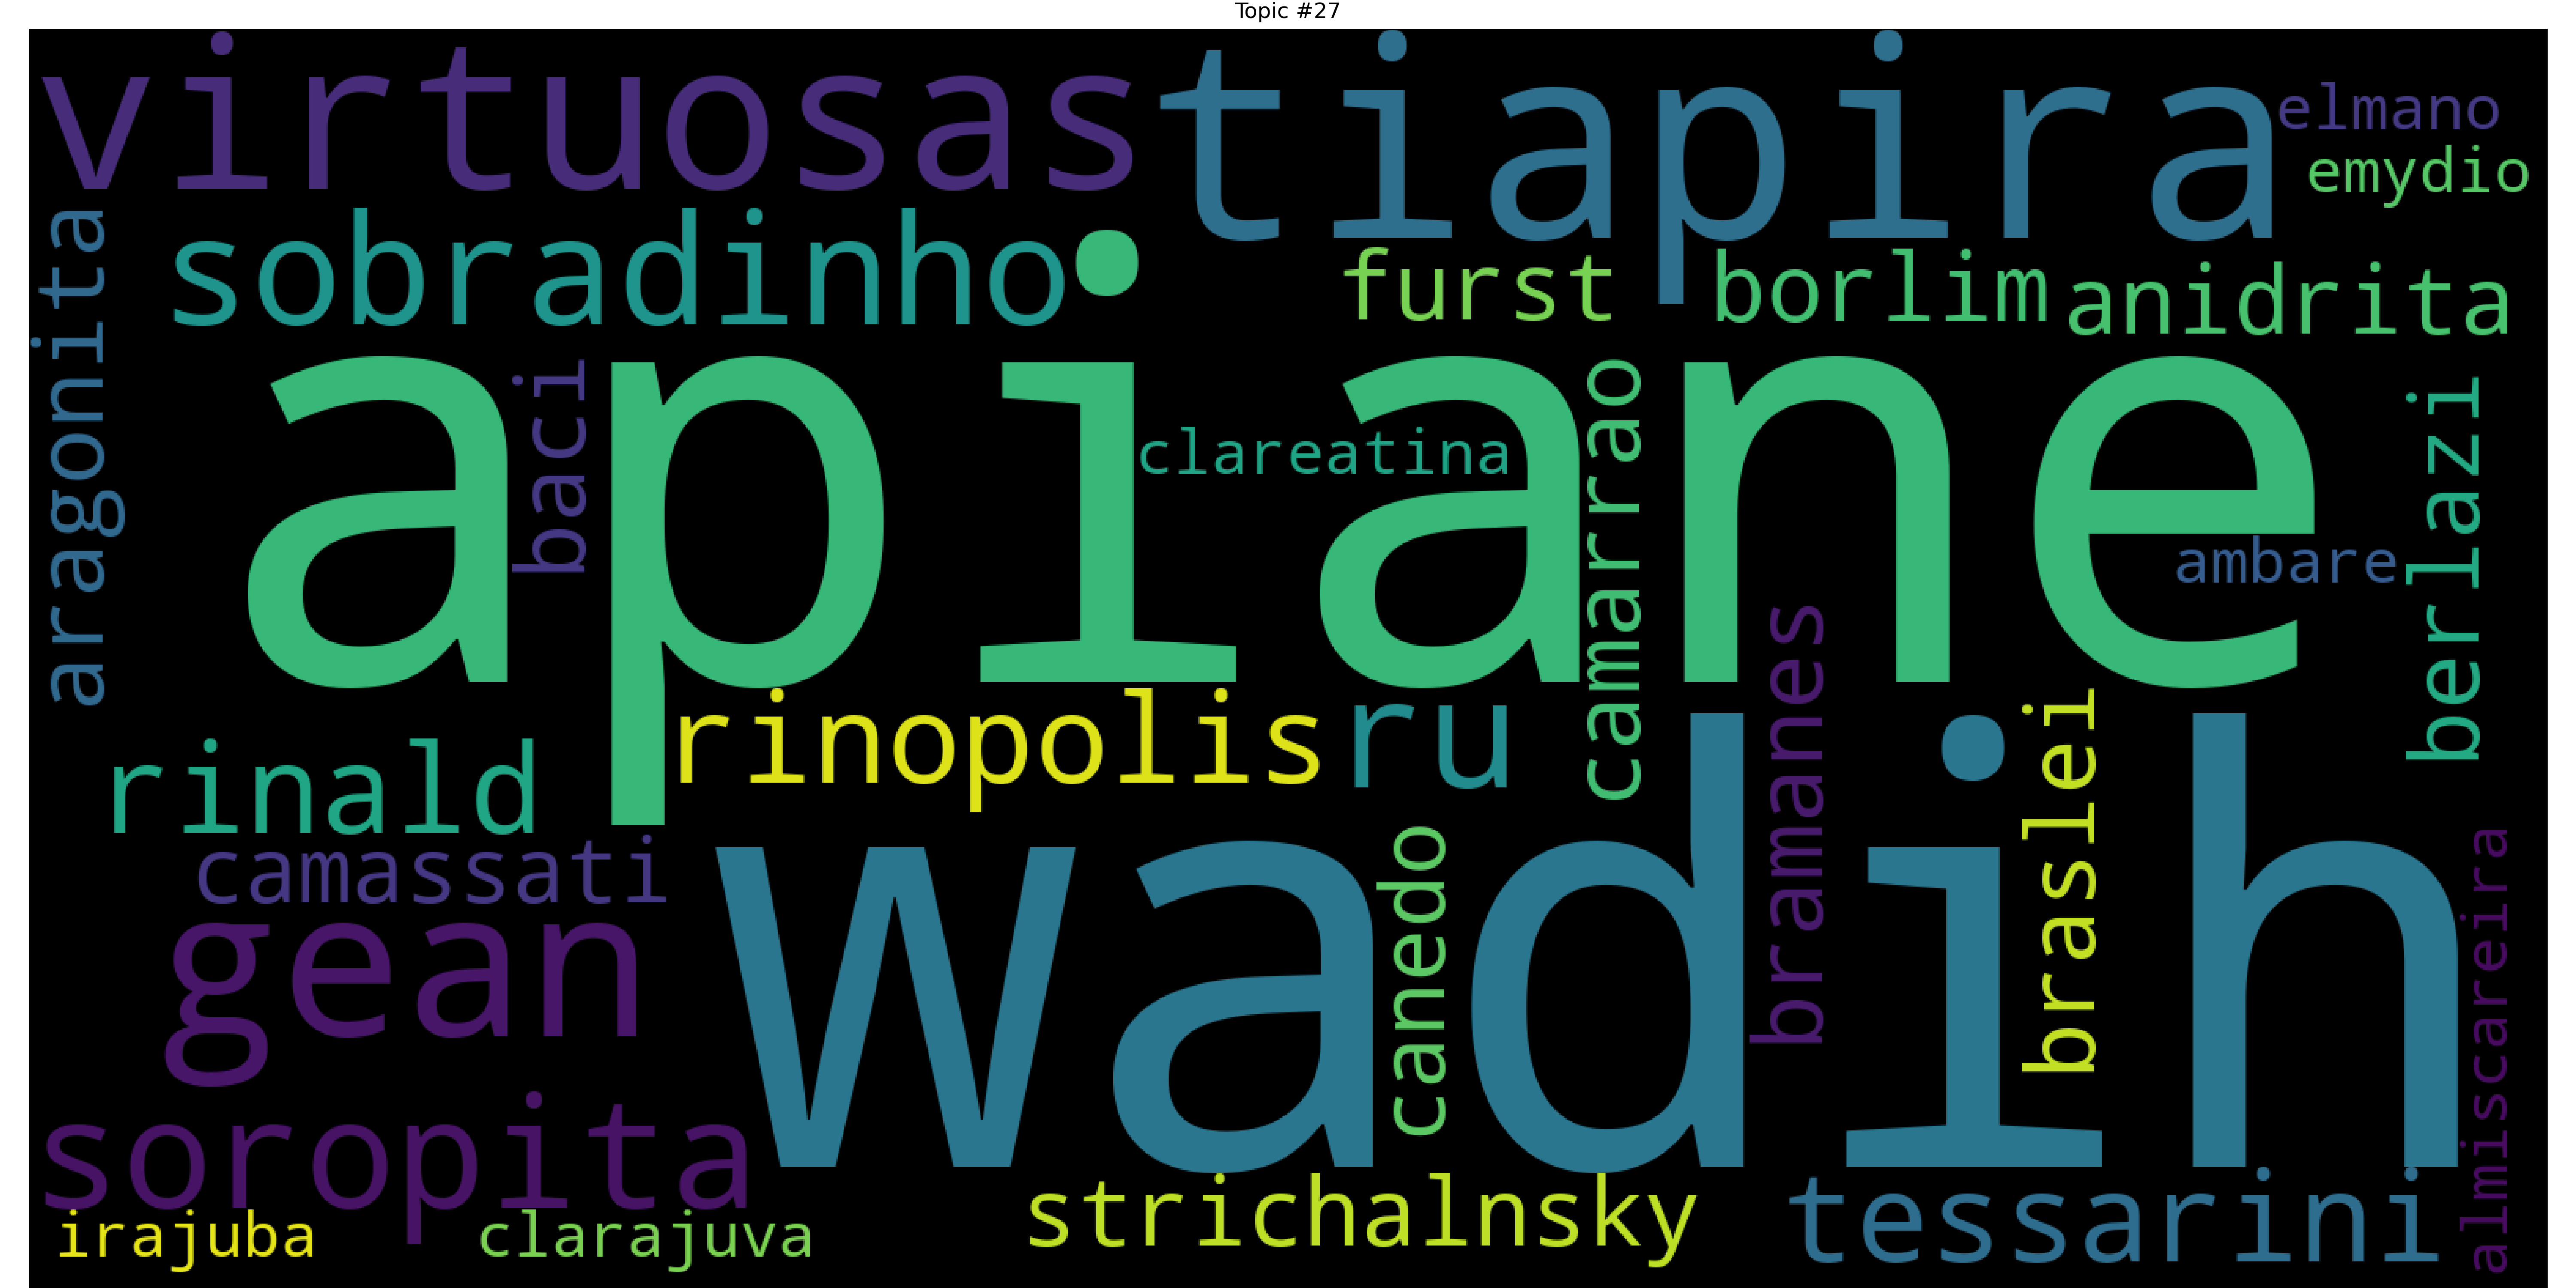 Topic #27
virtuosas
tiapira
elmano
emydio
aragonita
sobradinho
furst
borlim
anidrita
apiane
baci
clareatina
camarrao
ambare
berlazi
rinopolis
ru
rinald
bramanes
braslei
camassati
wadih
canedo
gean
almiscareira
soropita
irajuba
clarajuva
strichalnsky
tessarini